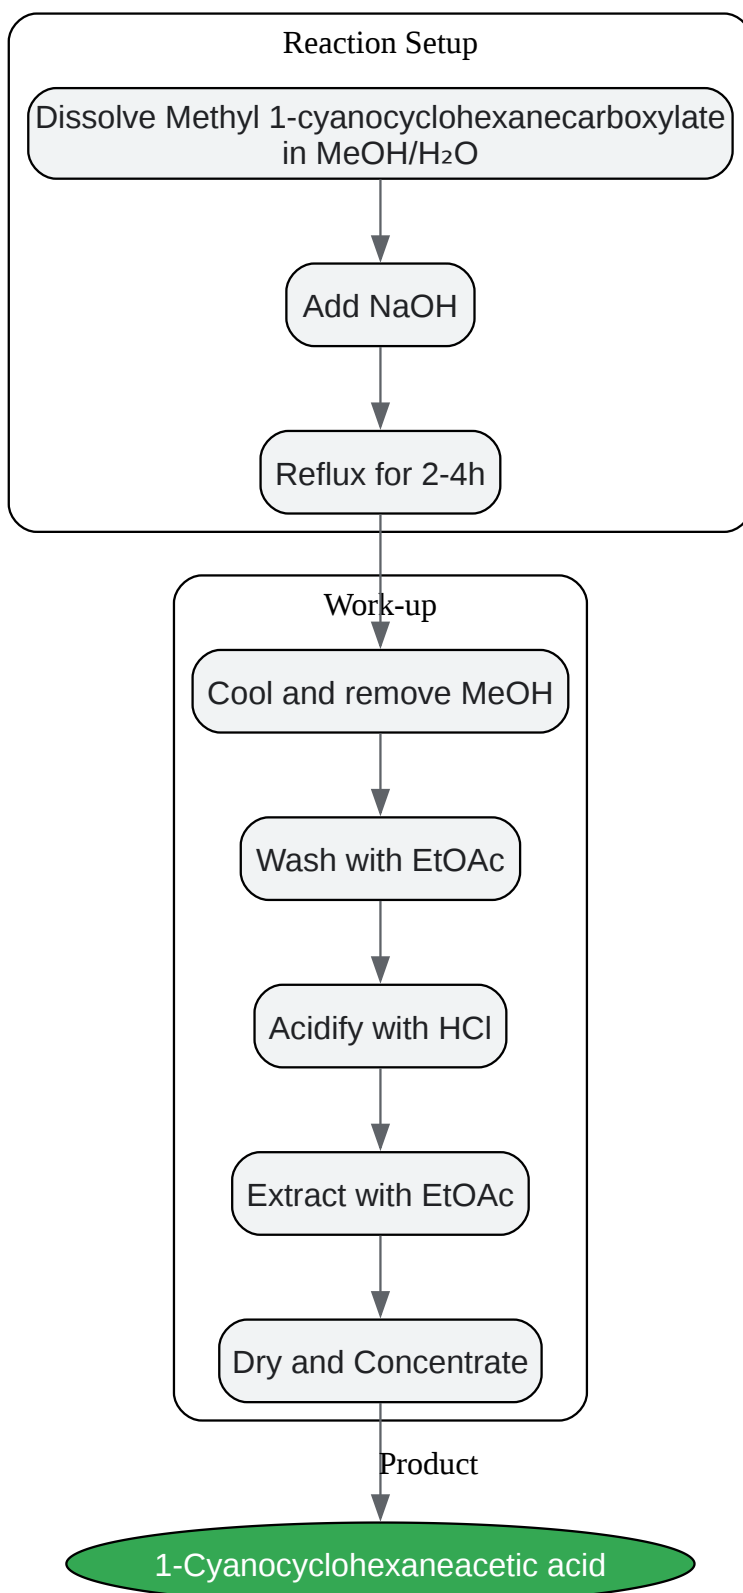 Reaction Setup
Dissolve Methyl 1-cyanocyclohexanecarboxylate
in MeOH/H₂O
Add NaOH
Reflux for 2-4h
Work-up
Cool and remove MeOH
Wash with EtOAc
Acidify with HCl
Extract with EtOAc
Dry and Concentrate
Product
1-Cyanocyclohexaneacetic acid